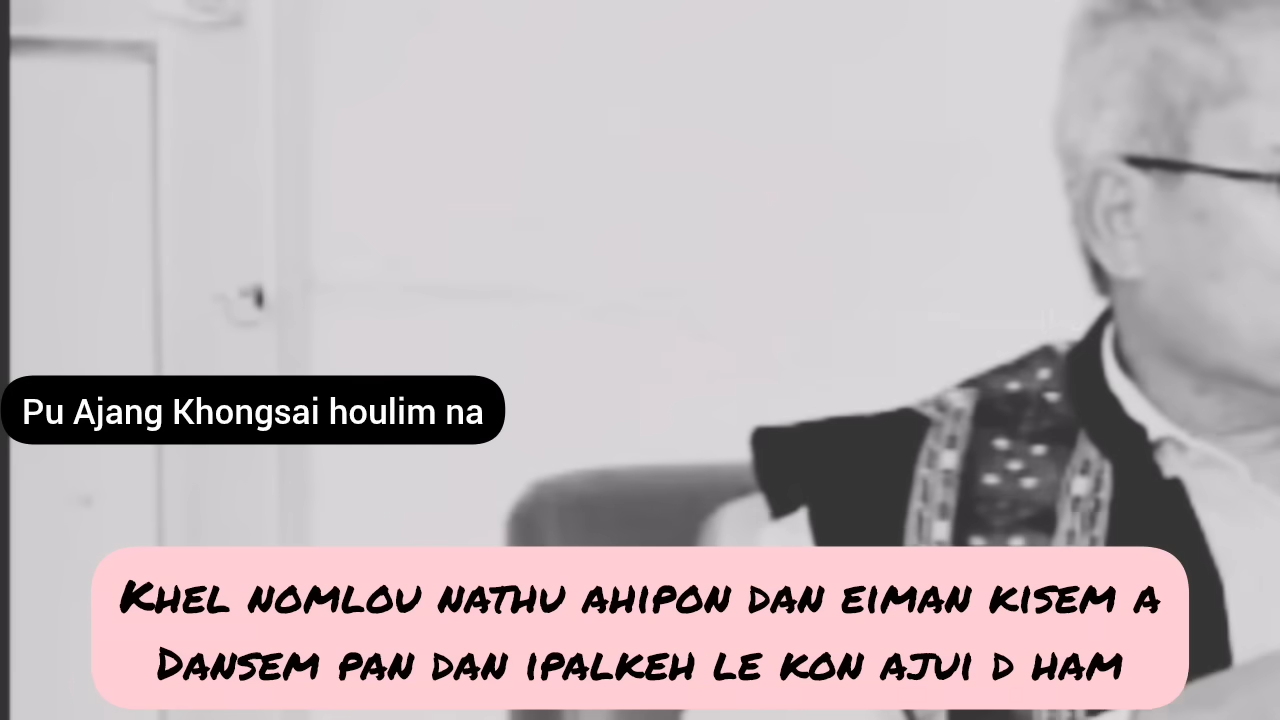 Pu Ajang Khongsai houlim na
Khel nomlou nathu ahipon dan eiman kisem a
Dansem pan dan ipalkeh le kon ajui d ham